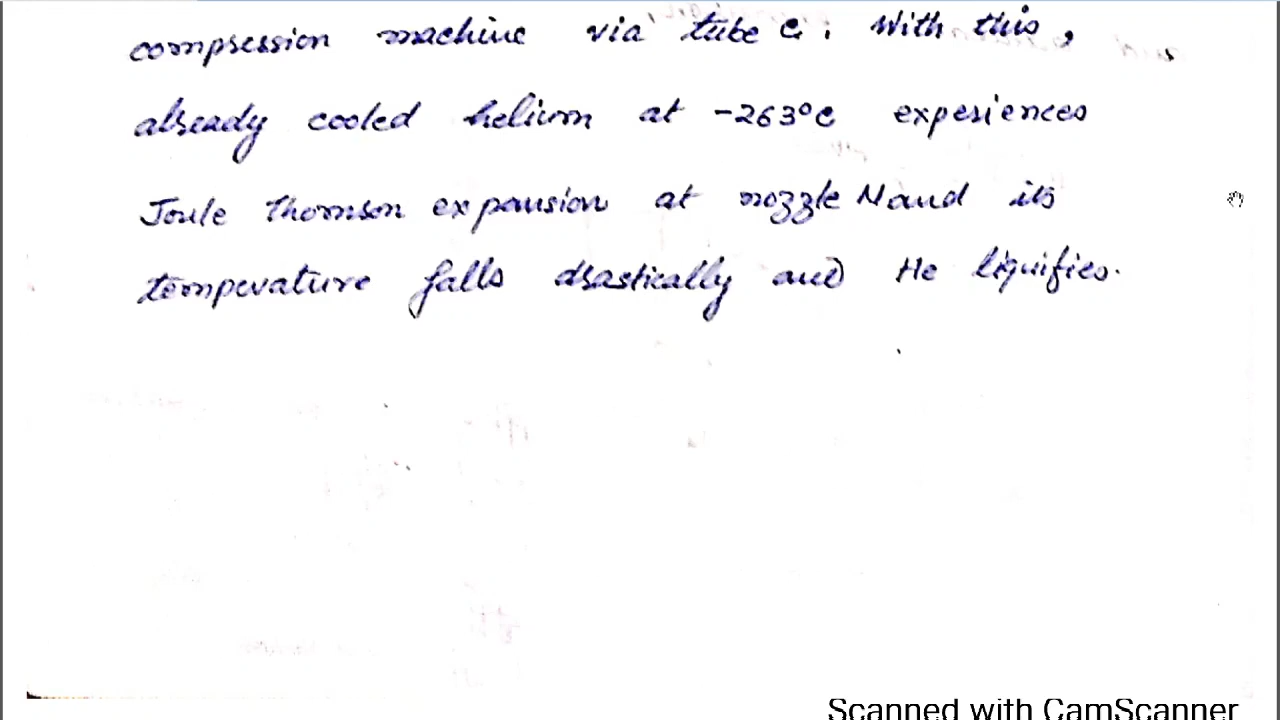 compression machine via tube C. With this,
already cooled helium at -263°C experiences
Joule Thomson expansion at nozzle N and its
temperature falls drastically and He liquifies.
Scanned with CamScanner